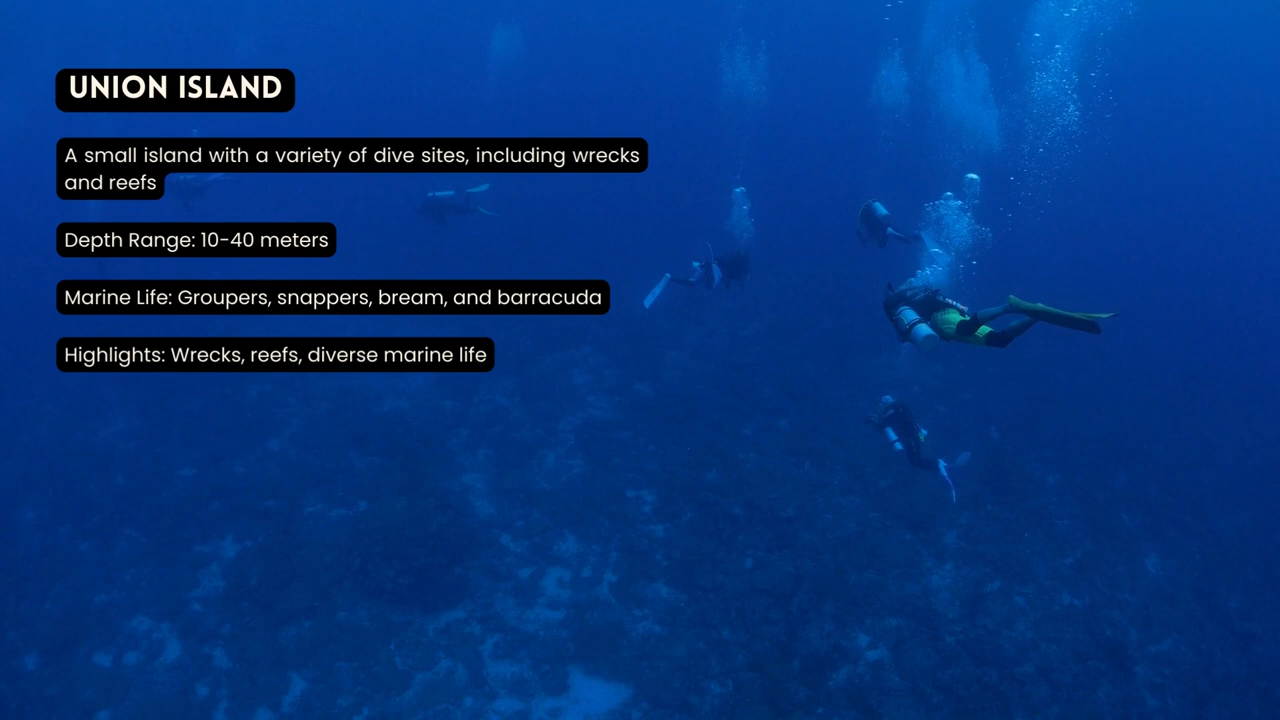 UNION ISLAND
A small island with a variety of dive sites, including wrecks
and reefs
Depth Range: 10-40 meters
Marine Life: Groupers, snappers, bream, and barracuda
Highlights: Wrecks, reefs, diverse marine life